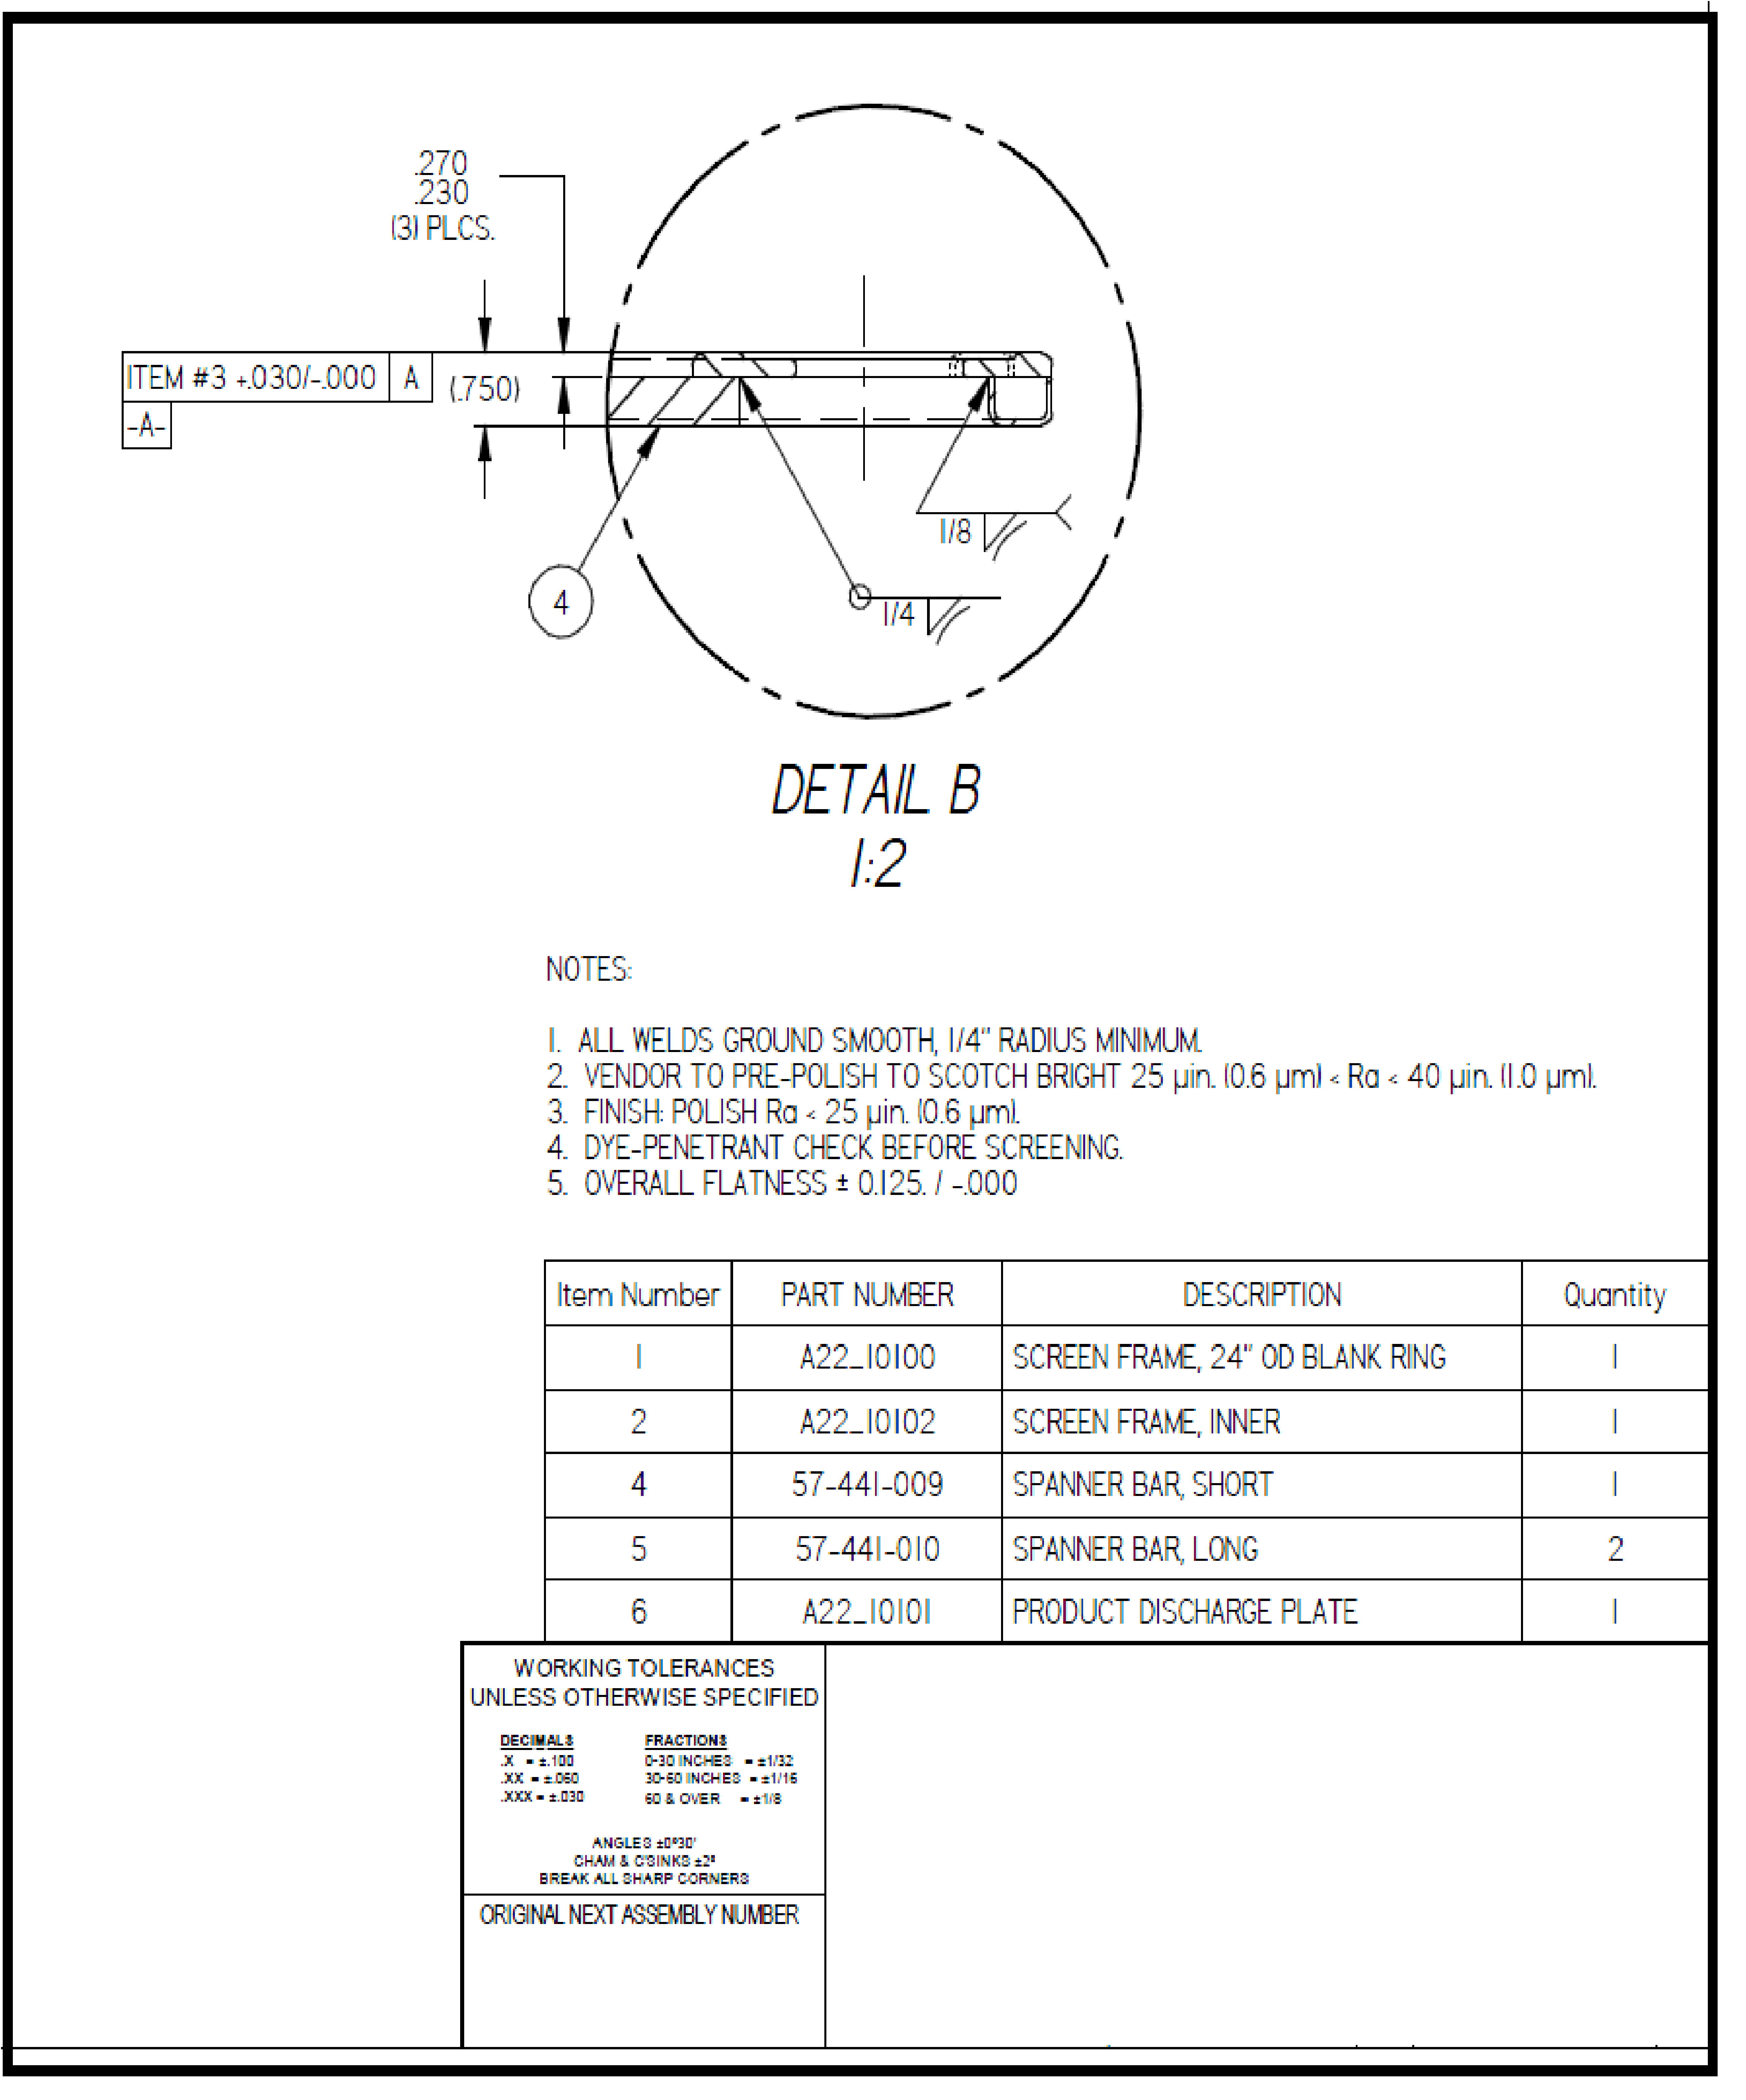 .270
.230
(3) PLCS.
ITEM #3 +.030/-.000 A
-A-
(.750)
1/8
4
1/4
DETAIL B
1:2
NOTES:
1. ALL WELDS GROUND SMOOTH, 1/4" RADIUS MINIMUM.
2. VENDOR TO PRE-POLISH TO SCOTCH BRIGHT 25 µin. (0.6 µm) < Ra < 40 µin. (1.0 µm).
3. FINISH: POLISH Ra < 25 µin. (0.6 µm).
4. DYE-PENETRANT CHECK BEFORE SCREENING.
5. OVERALL FLATNESS ± 0.125. / -.000
Item Number PART NUMBER DESCRIPTION Quantity
1 A22_10100 SCREEN FRAME, 24" OD BLANK RING 1
2 A22_10102 SCREEN FRAME, INNER 1
4 57-441-009 SPANNER BAR, SHORT 1
5 57-441-010 SPANNER BAR, LONG 2
6 A22_10101 PRODUCT DISCHARGE PLATE 1
WORKING TOLERANCES
UNLESS OTHERWISE SPECIFIED
DECIMALS FRACTIONS
.X = ±.100 0-30 INCHES = ±1/32
.XX = ±.060 30-60 INCHES = ±1/16
.XXX = ±.030 60 & OVER = ±1/8
ANGLES ±0°30'
CHAM & C'SINKS ±2°
BREAK ALL SHARP CORNERS
ORIGINAL NEXT ASSEMBLY NUMBER